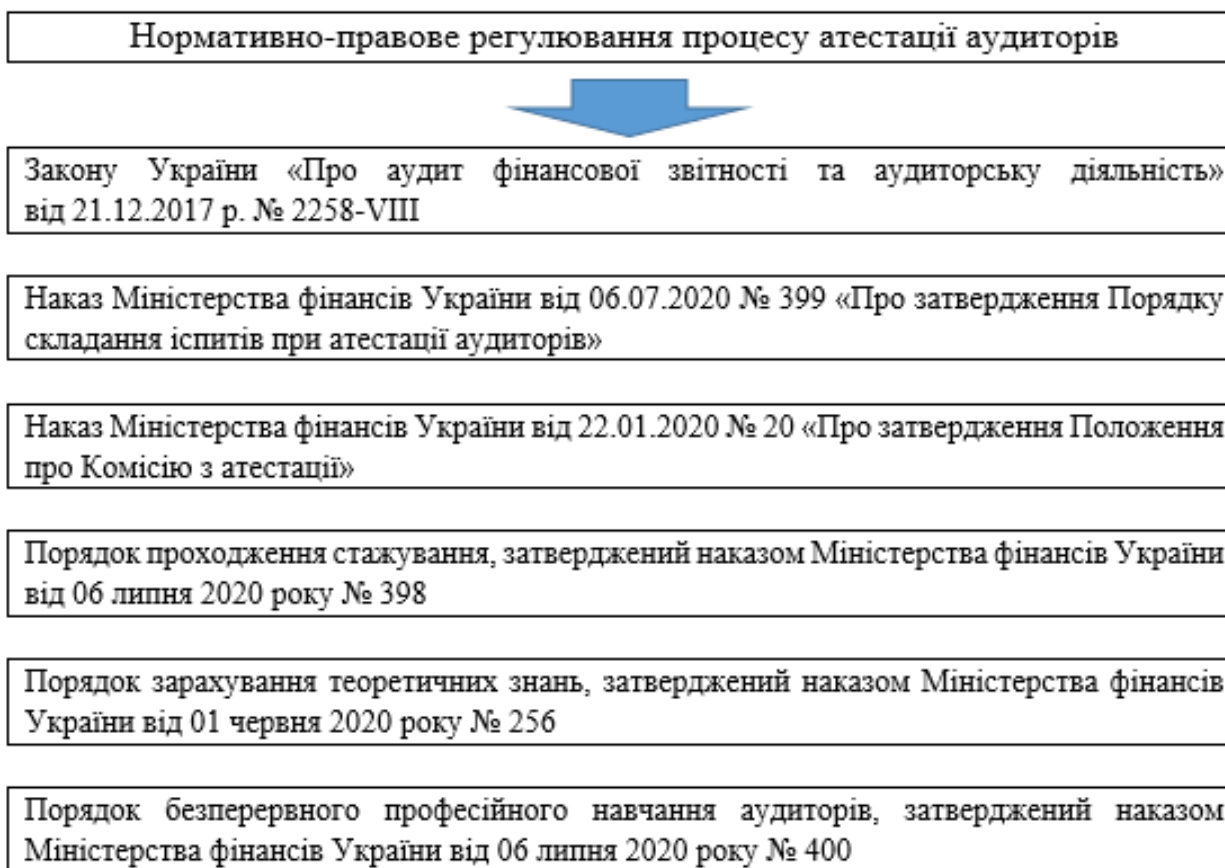 Нормативно-правове регулювання процесу атестації аудиторів
Закону України «Про аудит фінансової звітності та аудиторську діяльність»
від 21.12.2017 р. № 2258-VIII
Наказ Міністерства фінансів України від 06.07.2020 № 399 «Про затвердження Порядку
складання іспитів при атестації аудиторів»
Наказ Міністерства фінансів України від 22.01.2020 № 20 «Про затвердження Положення
про Комісію з атестації»
Порядок проходження стажування, затверджений наказом Міністерства фінансів України
від 06 липня 2020 року № 398
Порядок зарахування теоретичних знань, затверджений наказом Міністерства фінансів
України від 01 червня 2020 року № 256
Порядок безперервного професійного навчання аудиторів, затверджений наказом
Міністерства фінансів України від 06 липня 2020 року № 400